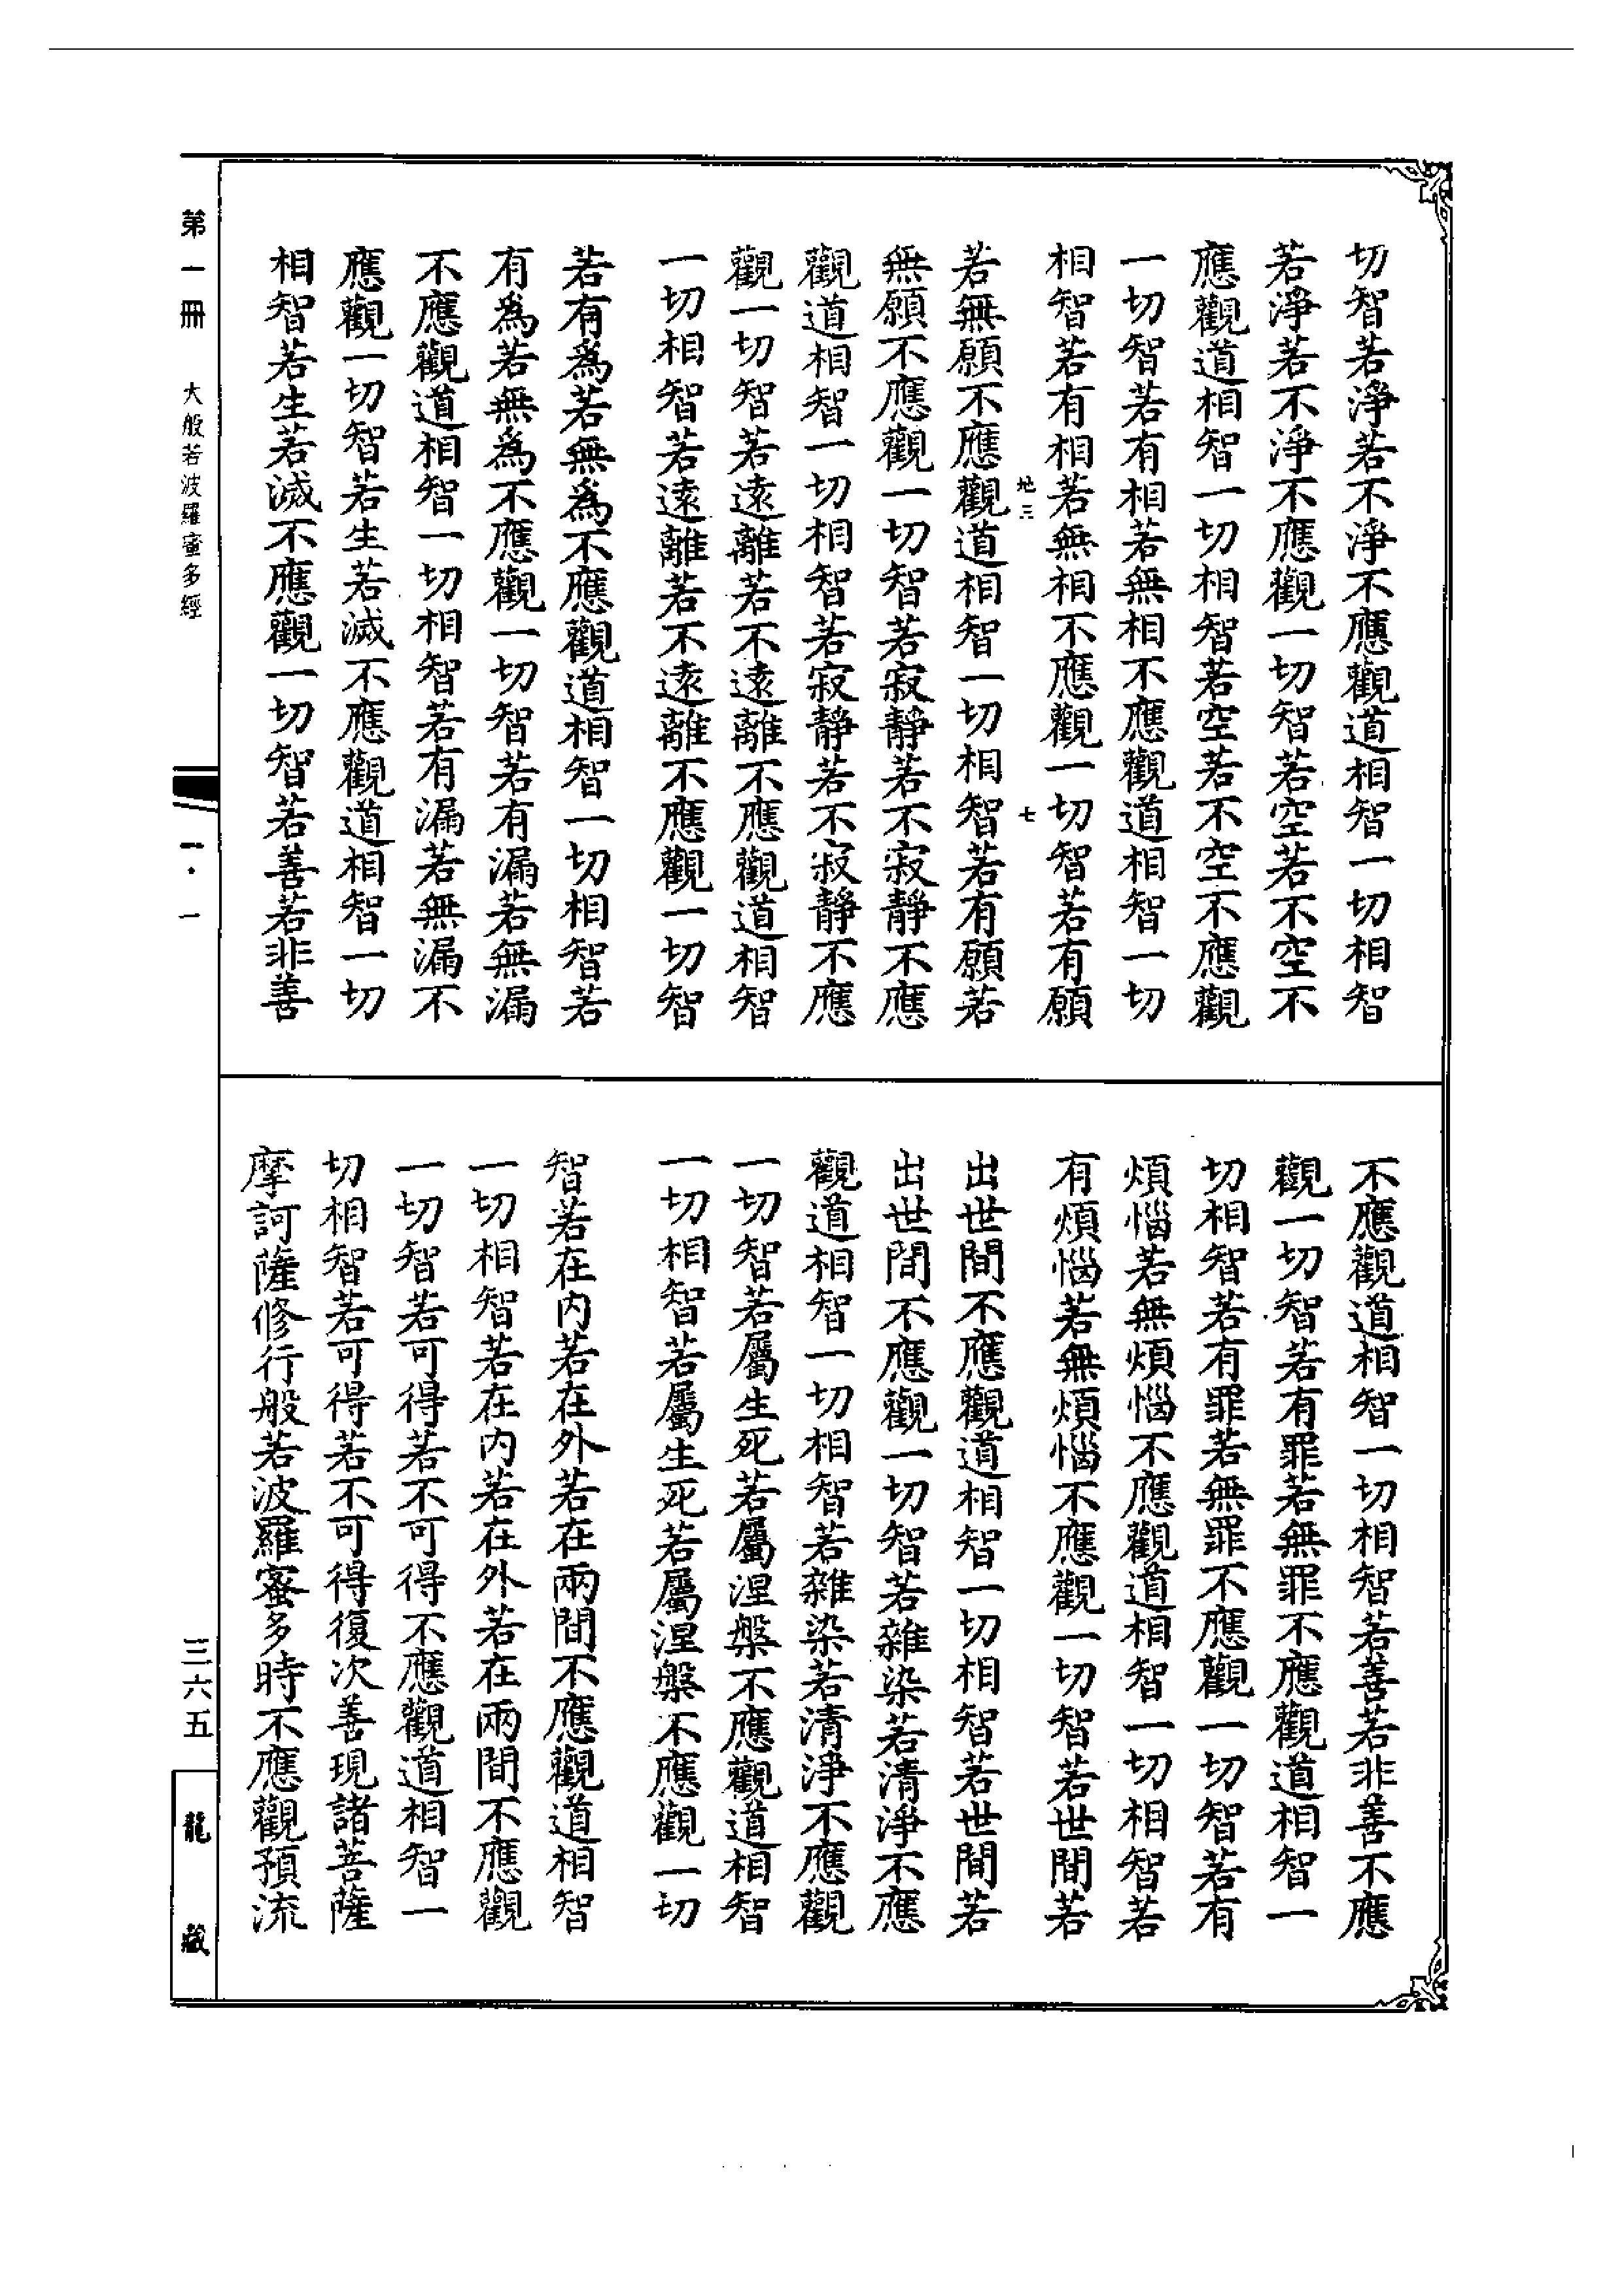 切智若淨若不淨不應觀道相智一切相智
若淨若不淨不應觀一切智若空若不空不
應觀道相智一切相智若空若不空不應觀
一切智若有相若無相不應觀道相智一切
相智若有相若無相不應觀一切智若有願
地三
七
若無願不應觀道相智一切相智若有願若
無願不應觀一切智若寂靜若不寂靜不應
觀道相智一切相智若寂靜若不寂靜不應
觀一切智若遠離若不遠離不應觀道相智
一切相智若遠離若不遠離不應觀一切智
若有為若無為不應觀道相智一切相智若
有為若無為不應觀一切智若有漏若無漏
不應觀道相智一切相智若有漏若無漏不
應觀一切智若生若滅不應觀道相智一切
相智若生若滅不應觀一切智若善若非善
不應觀道相智一切相智若善若非善不應
觀一切智若有罪若無罪不應觀道相智一
切相智若有罪若無罪不應觀一切智若有
煩惱若無煩惱不應觀道相智一切相智若
有煩惱若無煩惱不應觀一切智若世間若
出世間不應觀道相智一切相智若世間若
出世間不應觀一切智若雜染若清淨不應
觀道相智一切相智若雜染若清淨不應觀
一切智若屬生死若屬涅槃不應觀道相智
一切相智若屬生死若屬涅槃不應觀一切
智若在內若在外若在兩間不應觀道相智
一切相智若在內若在外若在兩間不應觀
一切智若可得若不可得不應觀道相智一
切相智若可得若不可得復次善現諸菩薩
摩訶薩修行般若波羅蜜多時不應觀預流
第一冊
大般若波羅蜜多經
一·一
三六五
龍藏